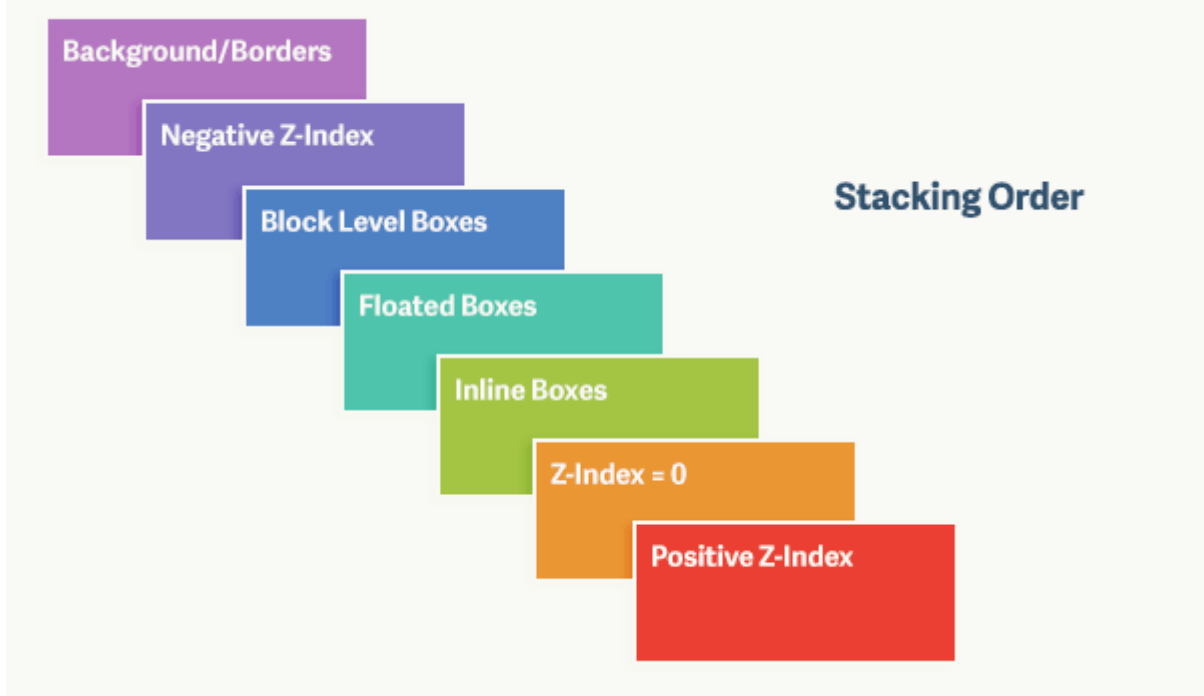 Background/Borders
Negative Z-Index
Stacking Order
Block Level Boxes
Floated Boxes
Inline Boxes
Z-Index = 0
Positive Z-Index